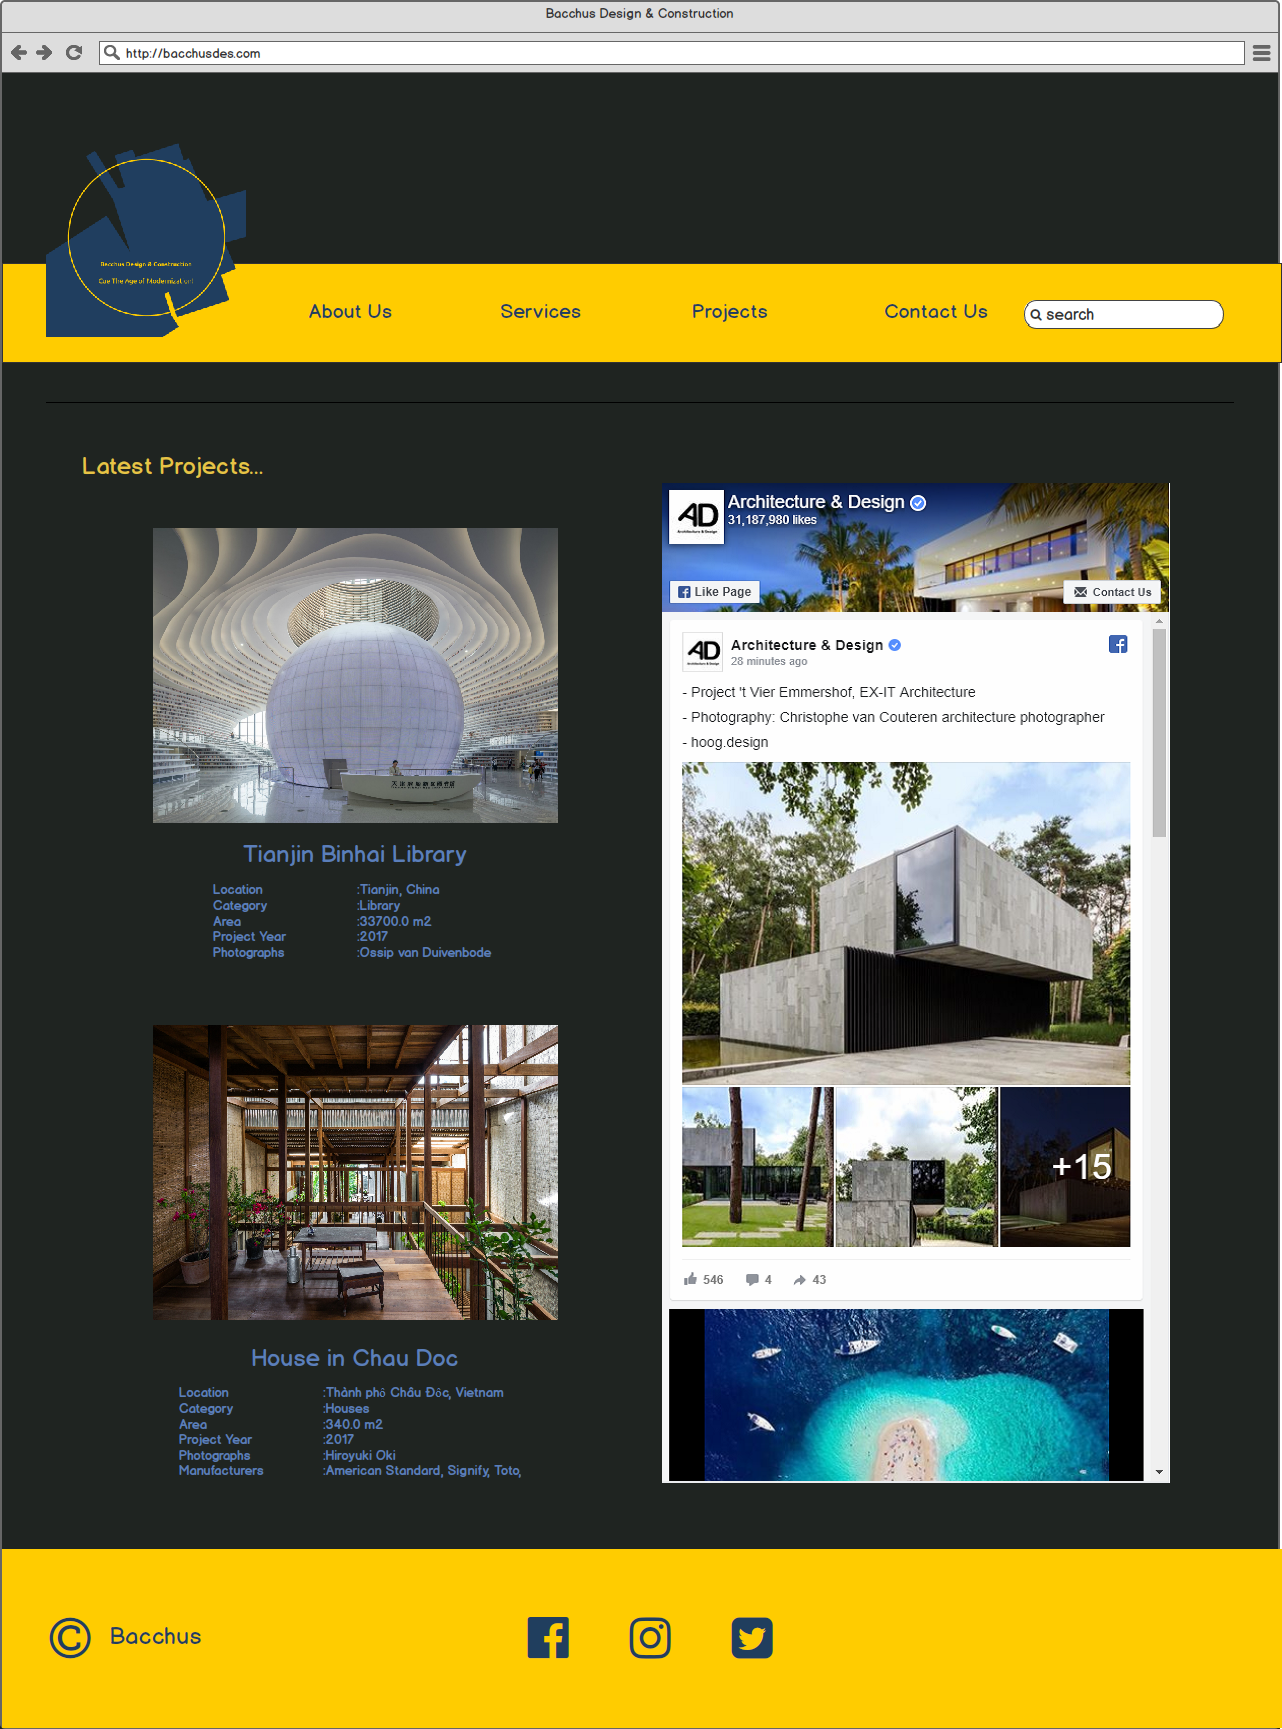 Bacchus Design & Construction
http://bacchusdes.com
Bacchus Design & Construction
Cue The Age of Modernization!
About Us
Services
Projects
Contact Us
search
Latest Projects...
Tianjin Binhai Library
Location :Tianjin, China
Category :Library
Area :33700.0 m2
Project Year :2017
Photographs :Ossip van Duivenbode
House in Chau Doc
Location :Thành phố Châu Đốc, Vietnam
Category :Houses
Area :340.0 m2
Project Year :2017
Photographs :Hiroyuki Oki
Manufacturers :American Standard, Signify, Toto,
AD
Architecture & Design
Architecture & Design
31,187,980 likes
Like Page
Contact Us
AD
Architecture & Design
28 minutes ago
- Project 't Vier Emmershof, EX-IT Architecture
- Photography: Christophe van Couteren architecture photographer
- hoog.design
+15
546 4 43
© Bacchus